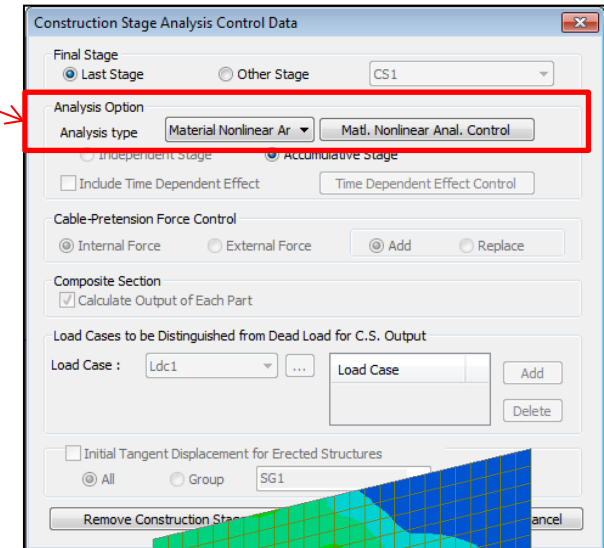 Construction Stage Analysis Control Data
Final Stage
Last Stage Other Stage CS1
Analysis Option
Analysis type Material Nonlinear Ar Matl. Nonlinear Anal. Control
Independent Stage Accumulative Stage
Include Time Dependent Effect Time Dependent Effect Control
Cable-Pretension Force Control
Internal Force External Force Add Replace
Composite Section
Calculate Output of Each Part
Load Cases to be Distinguished from Dead Load for C.S. Output
Load Case : Ldc1 ... Load Case Add
Delete
Initial Tangent Displacement for Erected Structures
All Group SG1
Remove Construction Stag ancel